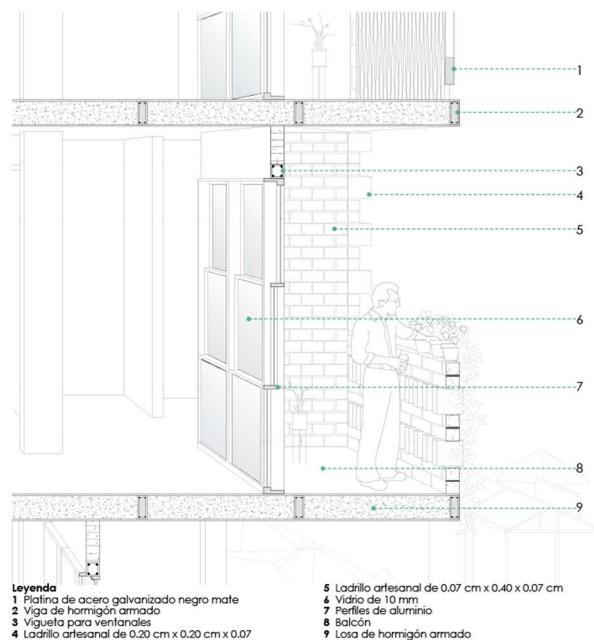 1
2
3
4
5
6
7
8
9
Leyenda
1 Platina de acero galvanizado negro mate
2 Viga de hormigón armado
3 Vigueta para ventanales
4 Ladrillo artesanal de 0.20 cm x 0.20 cm x 0.07
5 Ladrillo artesanal de 0.07 cm x 0.40 cm x 0.07 cm
6 Vidrio de 10 mm
7 Perfiles de aluminio
8 Balcón
9 Losa de hormigón armado